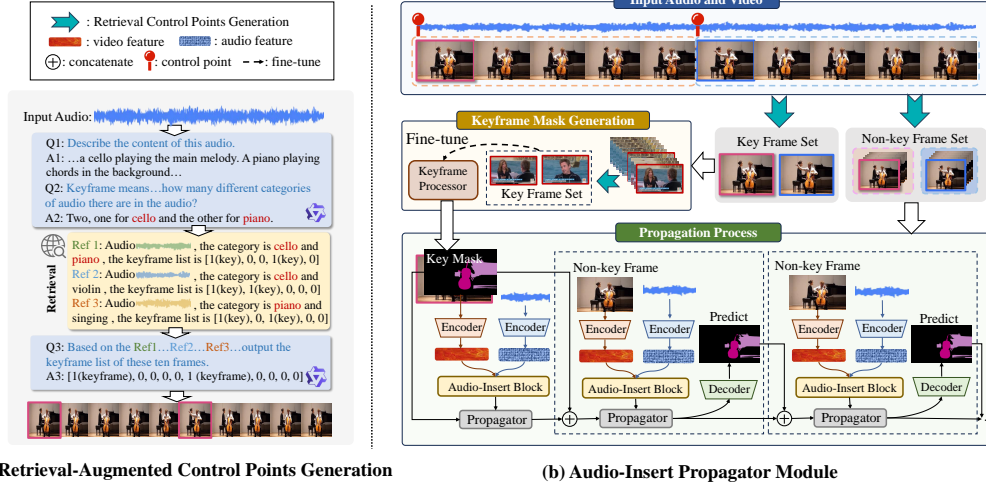 : Retrieval Control Points Generation
: video feature : audio feature
: concatenate : control point : fine-tune
Input Audio:
Q1: Describe the content of this audio.
A1: …a cello playing the main melody. A piano playing
chords in the background…
Q2: Keyframe means…how many different categories
of audio there are in the audio?
A2: Two, one for cello and the other for piano.
Retrieval
Ref 1: Audio , the category is cello and
piano , the keyframe list is [1(key), 0, 0, 1(key), 0]
Ref 2: Audio , the category is cello and
violin , the keyframe list is [1(key), 1(key), 0, 0, 0]
Ref 3: Audio , the category is piano and
singing , the keyframe list is [1(key), 0, 1(key), 0, 0]
Q3: Based on the Ref1…Ref2…Ref3…output the
keyframe list of these ten frames.
A3: [1(keyframe), 0, 0, 0, 0, 1 (keyframe), 0, 0, 0, 0]
Retrieval-Augmented Control Points Generation
Input Audio and Video
Keyframe Mask Generation
Fine-tune
Keyframe
Processor
Key Frame Set
Key Frame Set
Non-key Frame Set
Propagation Process
Key Mask
Encoder
Encoder
Audio-Insert Block
Propagator
Non-key Frame
Encoder
Encoder
Audio-Insert Block
Propagator
Predict
Decoder
Non-key Frame
Encoder
Encoder
Audio-Insert Block
Propagator
Predict
Decoder
(b) Audio-Insert Propagator Module